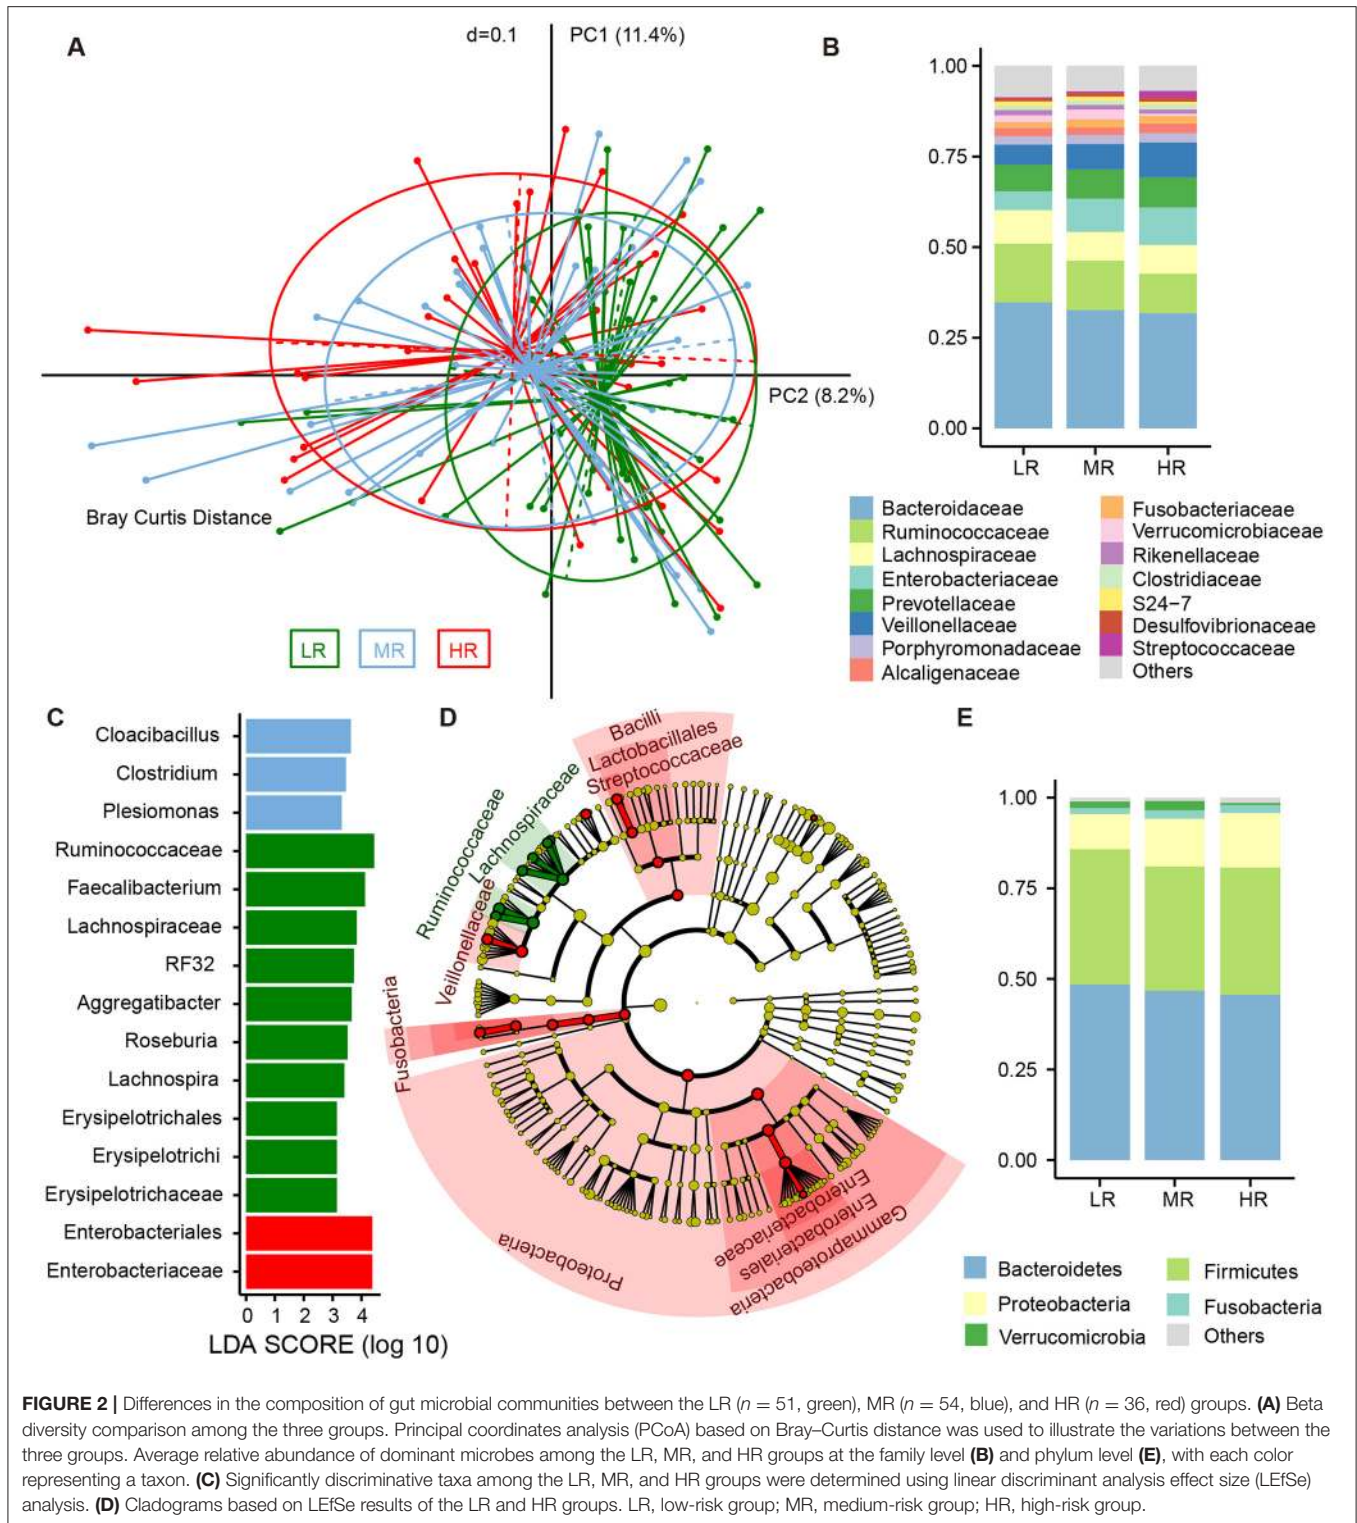 A
d=0.1
PC1 (11.4%)
PC2 (8.2%)
Bray Curtis Distance
LR
MR
HR
B
1.00
0.75
0.50
0.25
0.00
LR
MR
HR
Bacteroidaceae
Ruminococcaceae
Lachnospiraceae
Enterobacteriaceae
Prevotellaceae
Veillonellaceae
Porphyromonadaceae
Alcaligenaceae
Fusobacteriaceae
Verrucomicrobiaceae
Rikenellaceae
Clostridiaceae
S24−7
Desulfovibrionaceae
Streptococcaceae
Others
C
Cloacibacillus
Clostridium
Plesiomonas
Ruminococcaceae
Faecalibacterium
Lachnospiraceae
RF32
Aggregatibacter
Roseburia
Lachnospira
Erysipelotrichales
Erysipelotrichi
Erysipelotrichaceae
Enterobacteriales
Enterobacteriaceae
0 1 2 3 4
LDA SCORE (log 10)
D
Bacilli
Lactobacillales
Streptococcaceae
Lachnospiraceae
Ruminococcaceae
Veillonellaceae
Fusobacteria
Proteobacteria
Enterobacteriaceae
Enterobacteriales
Gammaproteobacteria
E
1.00
0.75
0.50
0.25
0.00
LR
MR
HR
Bacteroidetes
Proteobacteria
Verrucomicrobia
Firmicutes
Fusobacteria
Others
FIGURE 2 | Differences in the composition of gut microbial communities between the LR (n = 51, green), MR (n = 54, blue), and HR (n = 36, red) groups. (A) Beta
diversity comparison among the three groups. Principal coordinates analysis (PCoA) based on Bray–Curtis distance was used to illustrate the variations between the
three groups. Average relative abundance of dominant microbes among the LR, MR, and HR groups at the family level (B) and phylum level (E), with each color
representing a taxon. (C) Significantly discriminative taxa among the LR, MR, and HR groups were determined using linear discriminant analysis effect size (LEfSe)
analysis. (D) Cladograms based on LEfSe results of the LR and HR groups. LR, low-risk group; MR, medium-risk group; HR, high-risk group.